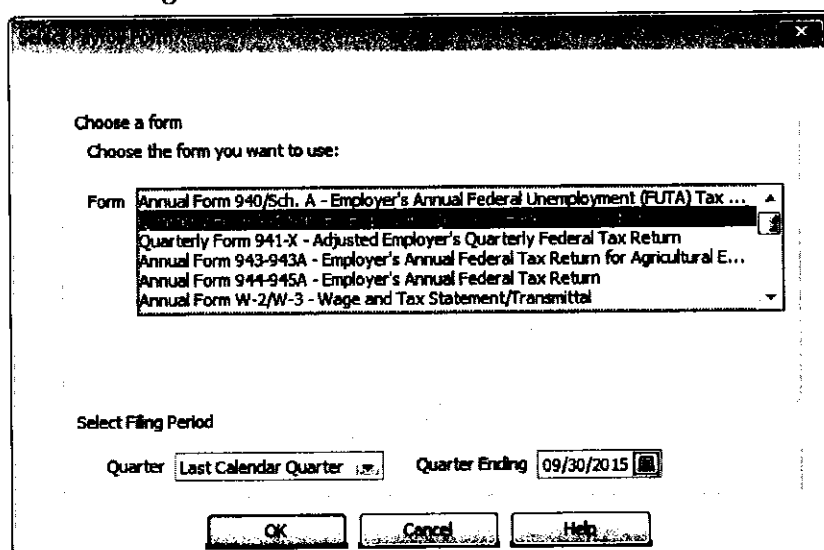 Choose a form
Choose the form you want to use:
Form Annual Form 940/Sch. A - Employer's Annual Federal Unemployment (FUTA) Tax ...
Quarterly Form 941-X - Adjusted Employer's Quarterly Federal Tax Return
Annual Form 943-943A - Employer's Annual Federal Tax Return for Agricultural E...
Annual Form 944-945A - Employer's Annual Federal Tax Return
Annual Form W-2/W-3 - Wage and Tax Statement/Transmittal
Select Filing Period
Quarter Last Calendar Quarter Quarter Ending 09/30/2015
OK Cancel Help